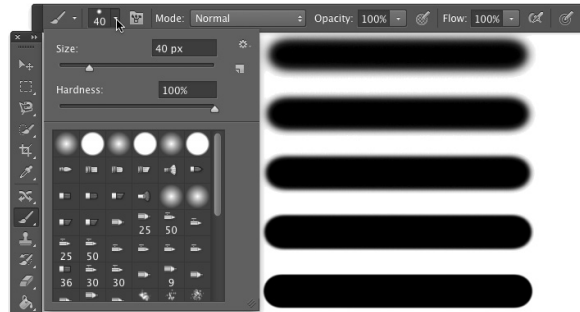 40 Mode: Normal Opacity: 100% Flow: 100%
Size: 40 px
Hardness: 100%
25 50
25 50
36 30 30 9